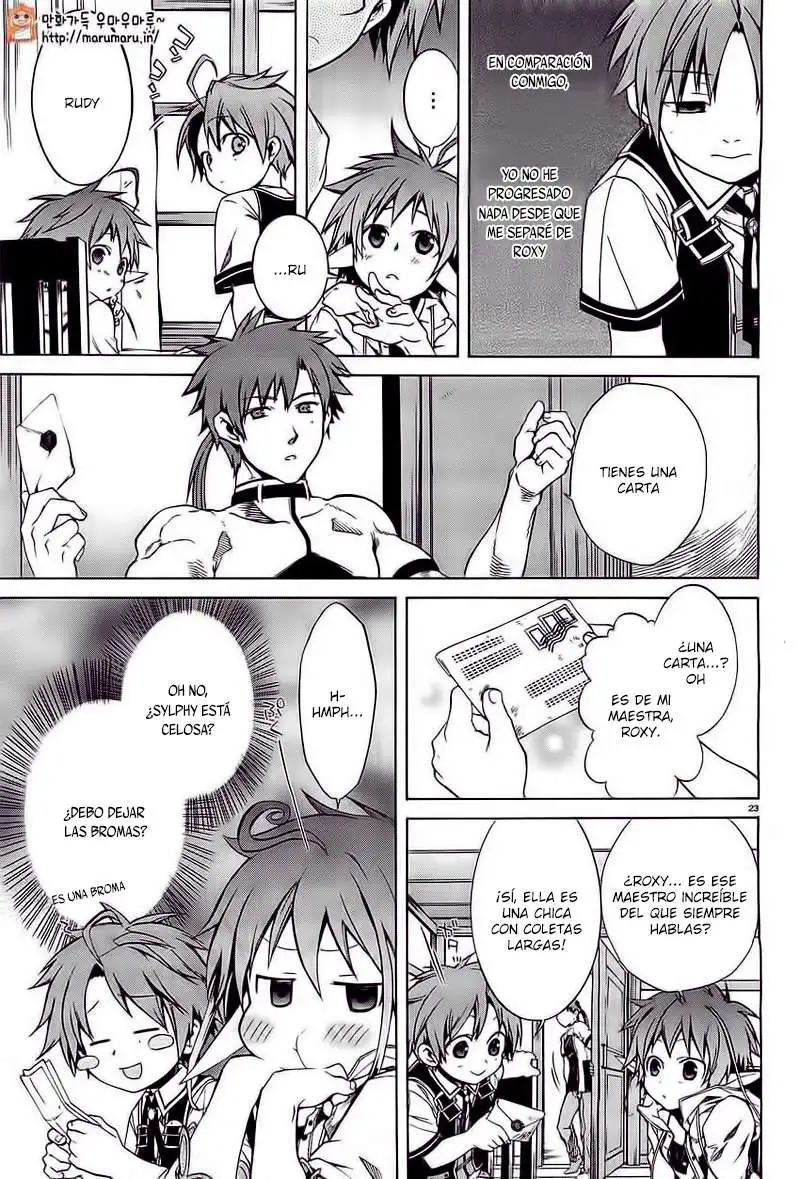 만화가득 우마우마루~
http://marumaru.in/
EN COMPARACIÓN
CONMIGO,
YO NO HE
PROGRESADO
NADA DESDE QUE
ME SEPARÉ DE
ROXY
...
...RU
RUDY
TIENES UNA
CARTA
¿UNA
CARTA...?
OH
ES DE MI
MAESTRA,
ROXY.
23
¿ROXY... ES ESE
MAESTRO INCREÍBLE
DEL QUE SIEMPRE
HABLAS?
¡SÍ, ELLA ES
UNA CHICA
CON COLETAS
LARGAS!
H-
HMPH...
OH NO,
¿SYLPHY ESTÁ
CELOSA?
¿DEBO DEJAR
LAS BROMAS?
ES UNA BROMA